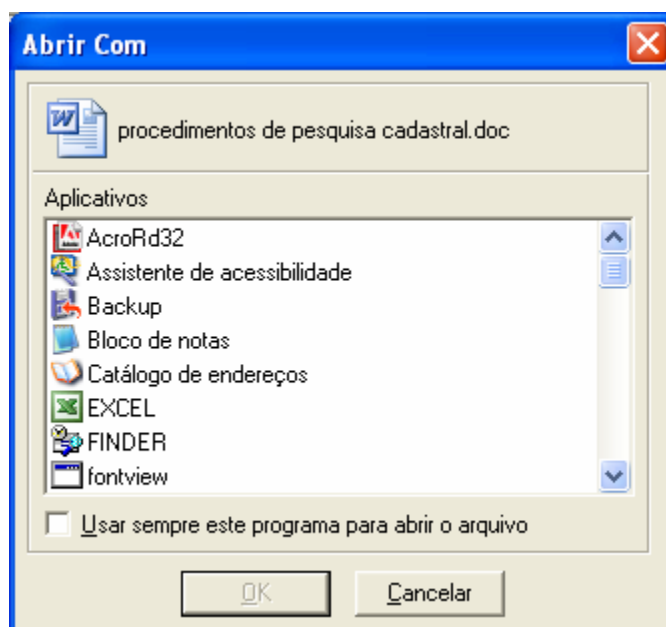 Abrir Com
procedimentos de pesquisa cadastral.doc
Aplicativos
AcroRd32
Assistente de acessibilidade
Backup
Bloco de notas
Catálogo de endereços
EXCEL
FINDER
fontview
Usar sempre este programa para abrir o arquivo
OK Cancelar